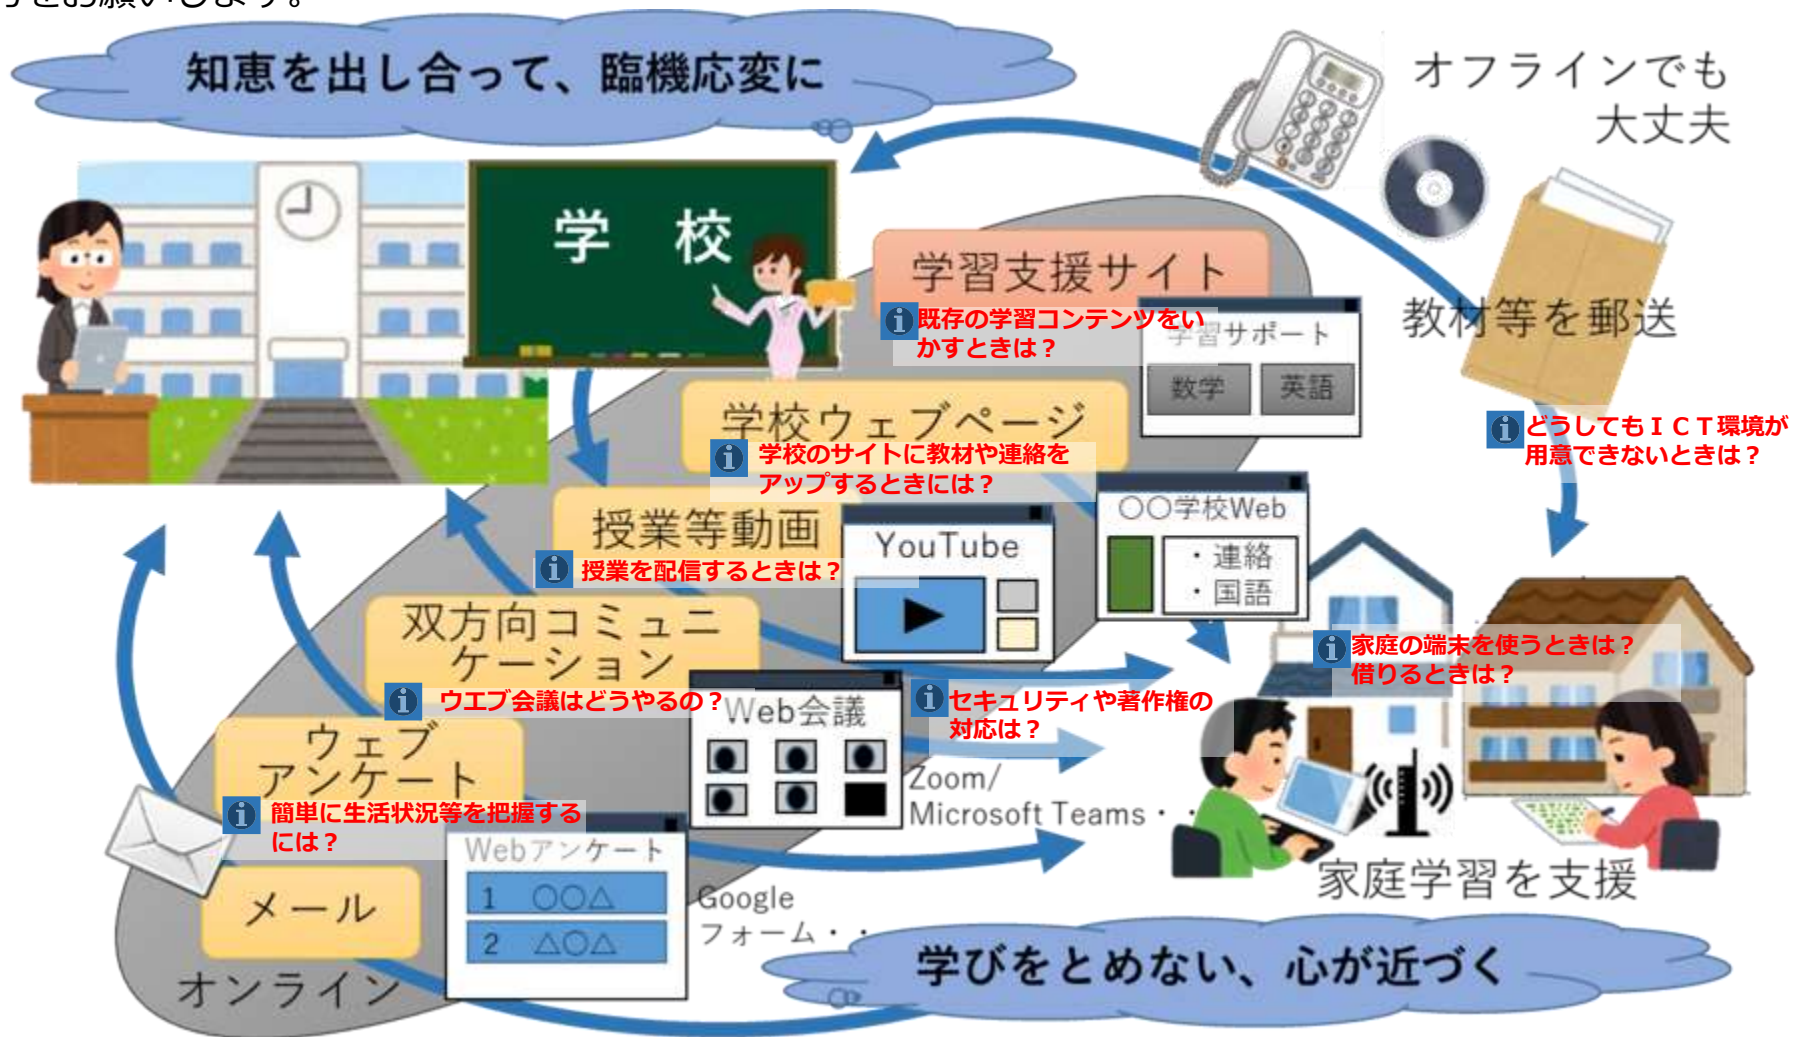 をお願いします。
知恵を出し合って、臨機応変に
オフラインでも
大丈夫
学 校
学習支援サイト
既存の学習コンテンツをい
かすときは？
学習サポート
数学 英語
教材等を郵送
どうしてもＩＣＴ環境が
用意できないときは？
学校ウェブページ
学校のサイトに教材や連絡を
アップするときには？
〇〇学校Web
・連絡
・国語
授業等動画
授業を配信するときは？
YouTube
双方向コミュニ
ケーション
ウエブ会議はどうやるの？
Web会議
セキュリティや著作権の
対応は？
Zoom/
Microsoft Teams・・
家庭の端末を使うときは？
借りるときは？
家庭学習を支援
ウェブ
アンケート
簡単に生活状況等を把握する
には？
Webアンケート
1 〇〇△
2 △〇△
Google
フォーム・・
メール
オンライン
学びをとめない、心が近づく